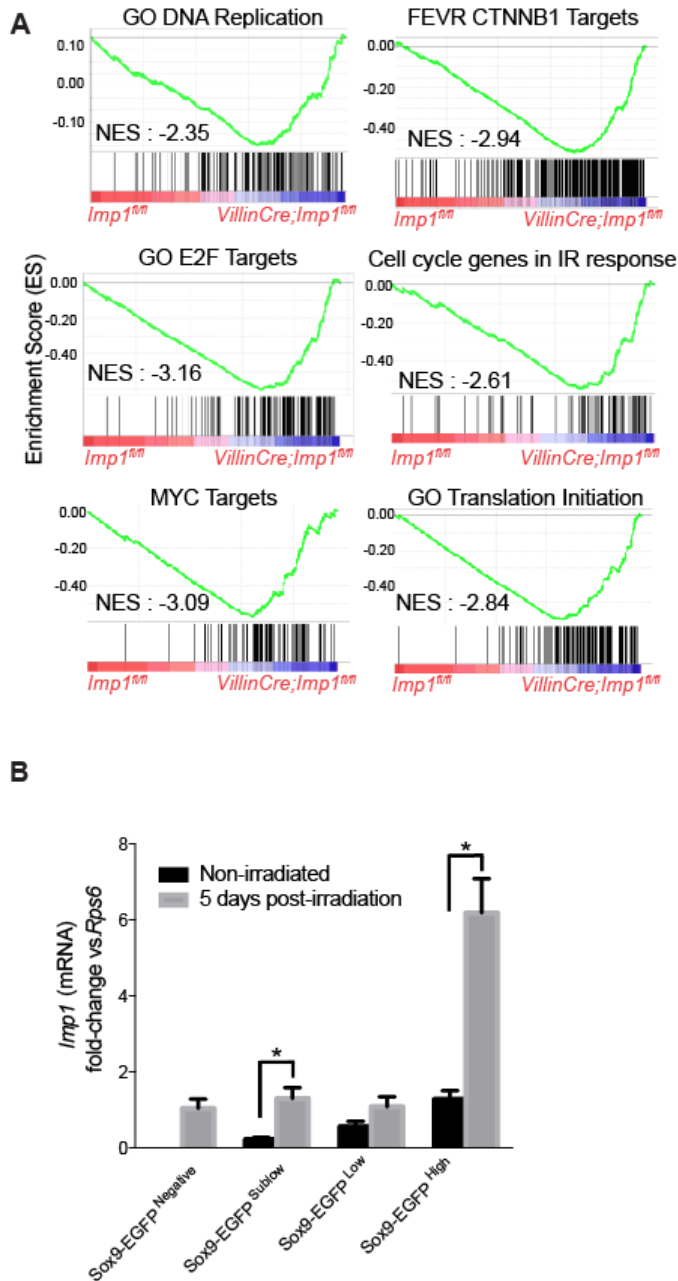 A
GO DNA Replication
0.10
0.00
-0.10
NES : -2.35
Imp1fl/fl
VillinCre;Imp1fl/fl
FEVR CTNNB1 Targets
0.00
-0.20
-0.40
NES : -2.94
Imp1fl/fl
VillinCre;Imp1fl/fl
Enrichment Score (ES)
GO E2F Targets
0.00
-0.20
-0.40
NES : -3.16
Imp1fl/fl
VillinCre;Imp1fl/fl
Cell cycle genes in IR response
0.00
-0.20
-0.40
NES : -2.61
Imp1fl/fl
VillinCre;Imp1fl/fl
MYC Targets
0.00
-0.20
-0.40
NES : -3.09
Imp1fl/fl
VillinCre;Imp1fl/fl
GO Translation Initiation
0.00
-0.20
-0.40
NES : -2.84
Imp1fl/fl
VillinCre;Imp1fl/fl
B
Imp1 (mRNA)
fold-change vs Rps6
8
6
4
2
0
Non-irradiated
5 days post-irradiation
*
*
Sox9-EGFP Negative
Sox9-EGFP Sublow
Sox9-EGFP Low
Sox9-EGFP High